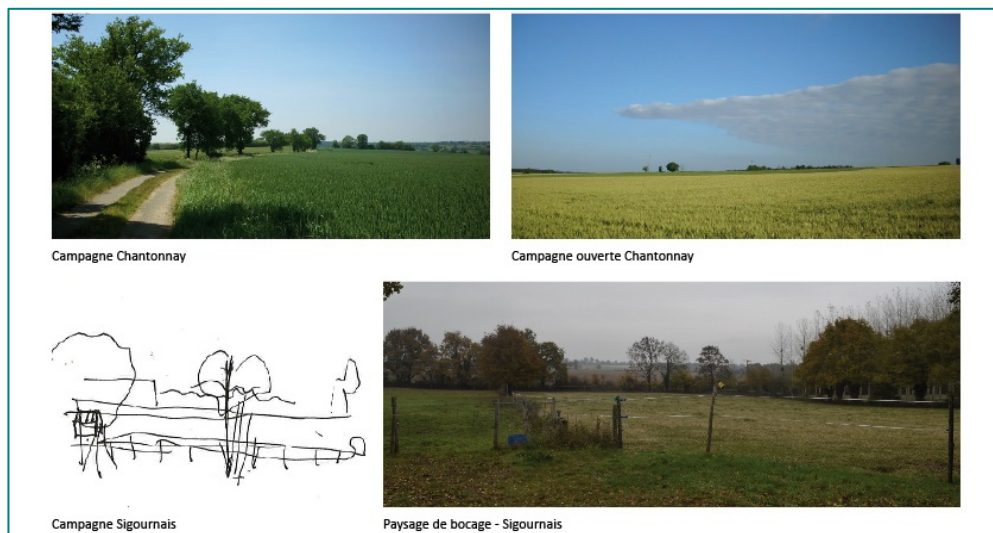 Campagne Chantonnay
Campagne ouverte Chantonnay
Campagne Sigournais
Paysage de bocage - Sigournais